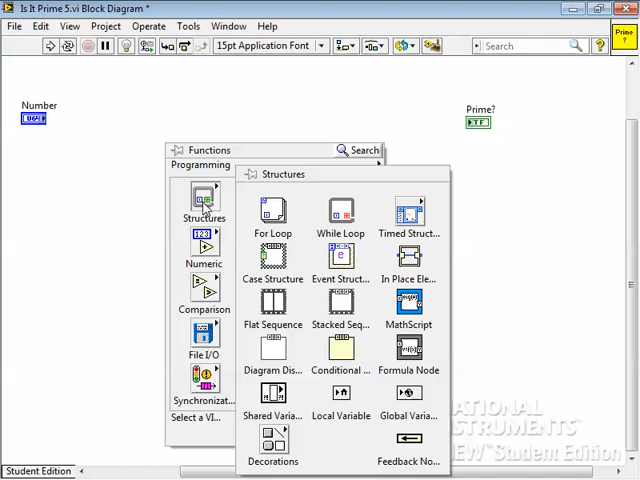 Is It Prime 5.vi Block Diagram *
File Edit View Project Operate Tools Window Help
15pt Application Font
Search
?
Prime
?
Number
U64
Prime?
TF
Functions
Search
Programming
Structures
Structures
Numeric
Comparison
File I/O
Synchronizat...
Select a VI...
For Loop
While Loop
Timed Struct...
Case Structure
Event Struct...
In Place Ele...
Flat Sequence
Stacked Seq...
MathScript
Diagram Dis...
Conditional ...
Formula Node
Shared Varia...
Local Variable
Global Varia...
Decorations
Feedback No...
Student Edition